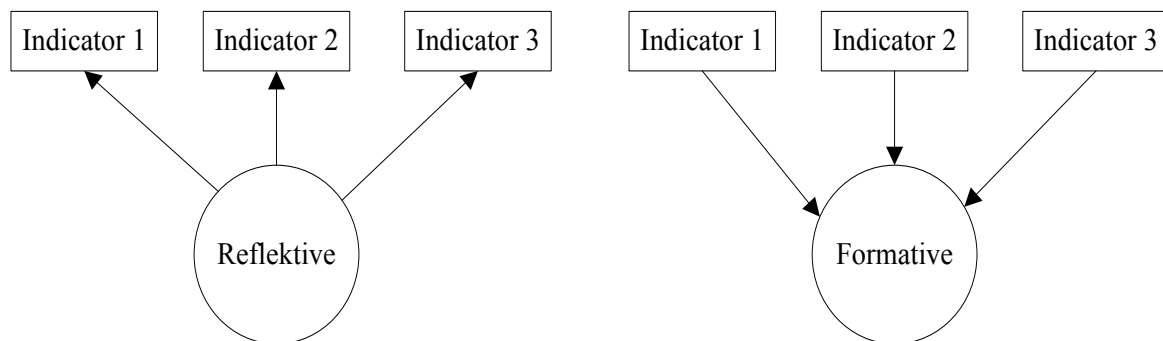 Indicator 1
Indicator 2
Indicator 3
Indicator 1
Indicator 2
Indicator 3
Reflektive
Formative